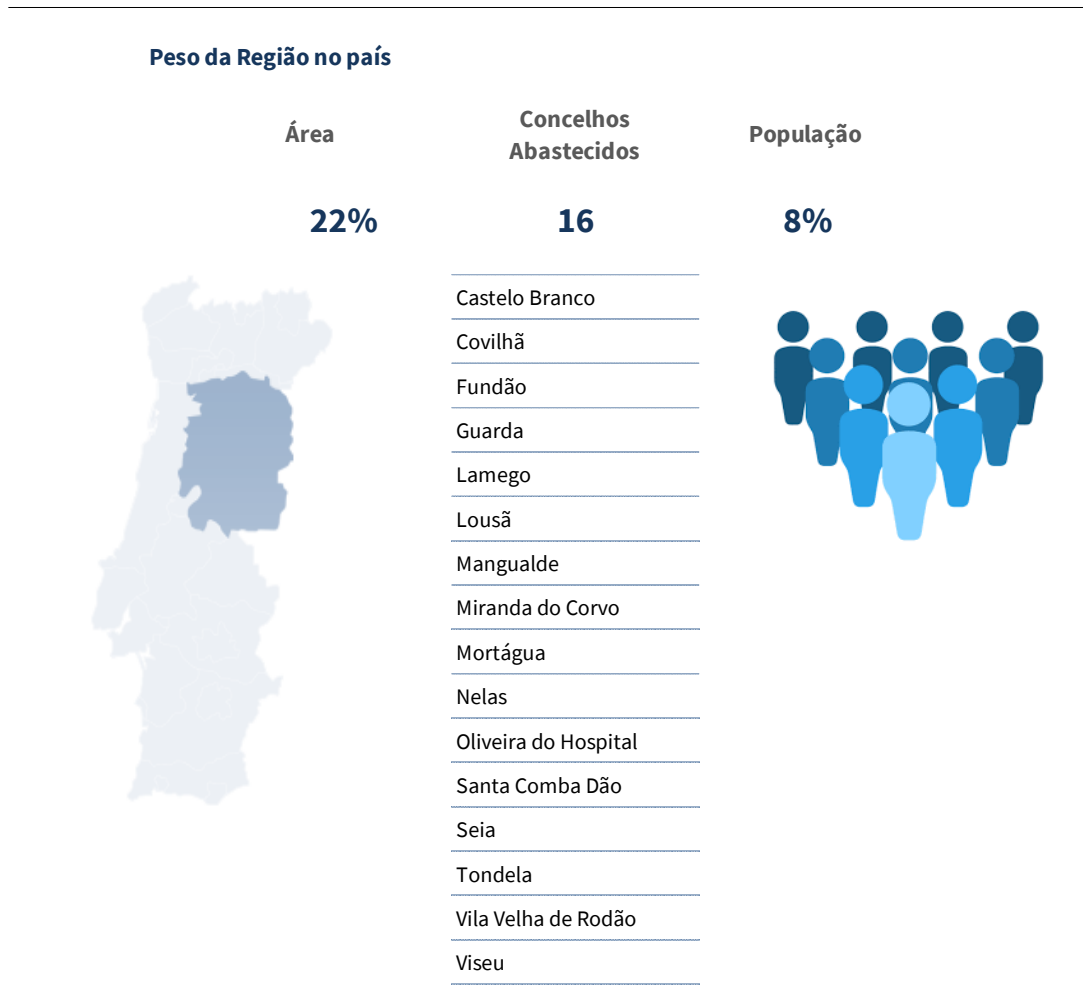 Peso da Região no país
Área
Concelhos
Abastecidos
População
22%
16
8%
Castelo Branco
Covilhã
Fundão
Guarda
Lamego
Lousã
Mangualde
Miranda do Corvo
Mortágua
Nelas
Oliveira do Hospital
Santa Comba Dão
Seia
Tondela
Vila Velha de Rodão
Viseu